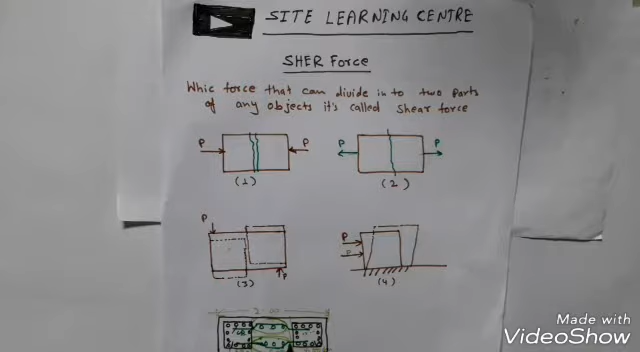 SITE LEARNING CENTRE
SHER Force
Whic force that can divide in to two parts
of any objects it's called Shear force
P P
P P
(1) (2)
P
P
P
P
(3) (4)
Made with
VideoShow